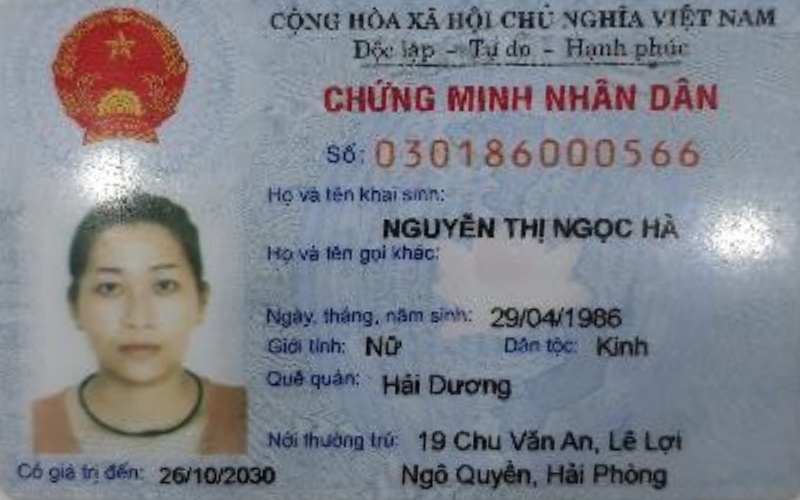 CỘNG HÒA XÃ HỘI CHỦ NGHĨA VIỆT NAM
Độc lập - Tự do - Hạnh phúc
CHỨNG MINH NHÂN DÂN
Số: 030186000566
Họ và tên khai sinh:
NGUYỄN THỊ NGỌC HÀ
Họ và tên gọi khác:
Ngày, tháng, năm sinh: 29/04/1986
Giới tính: Nữ Dân tộc: Kinh
Quê quán: Hải Dương
Nơi thường trú: 19 Chu Văn An, Lê Lợi
Ngô Quyền, Hải Phòng
Có giá trị đến: 26/10/2030